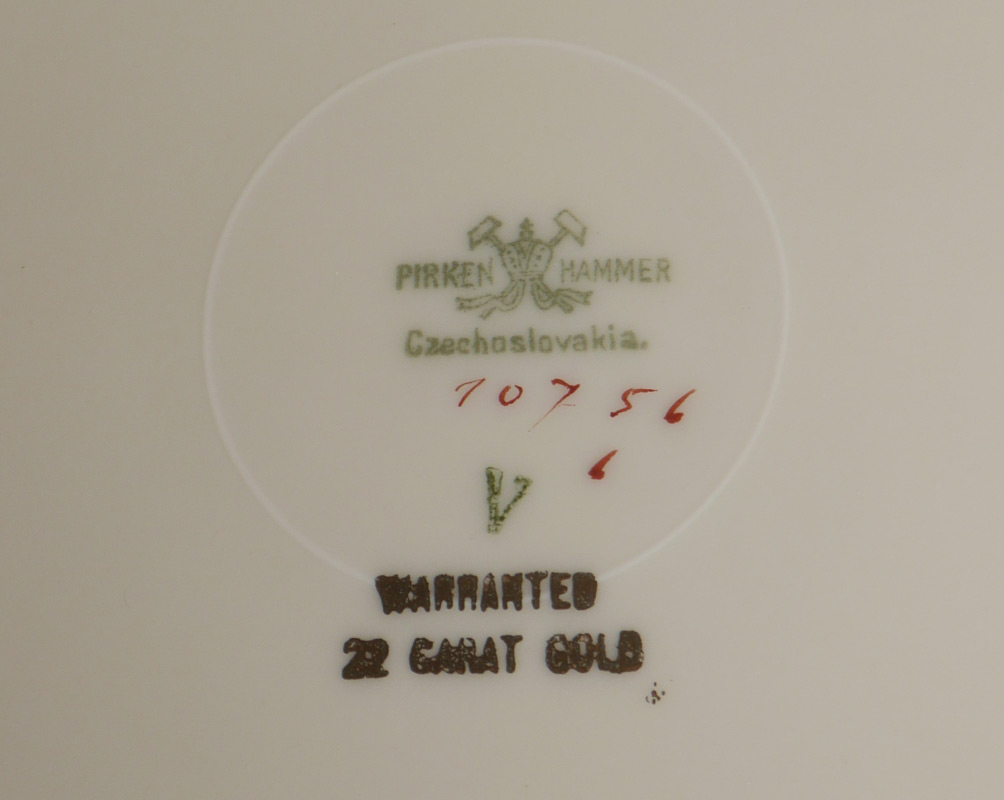 PIRKEN HAMMER
Czechoslovakia.
10756
6
V
WARRANTED
22 CARAT GOLD